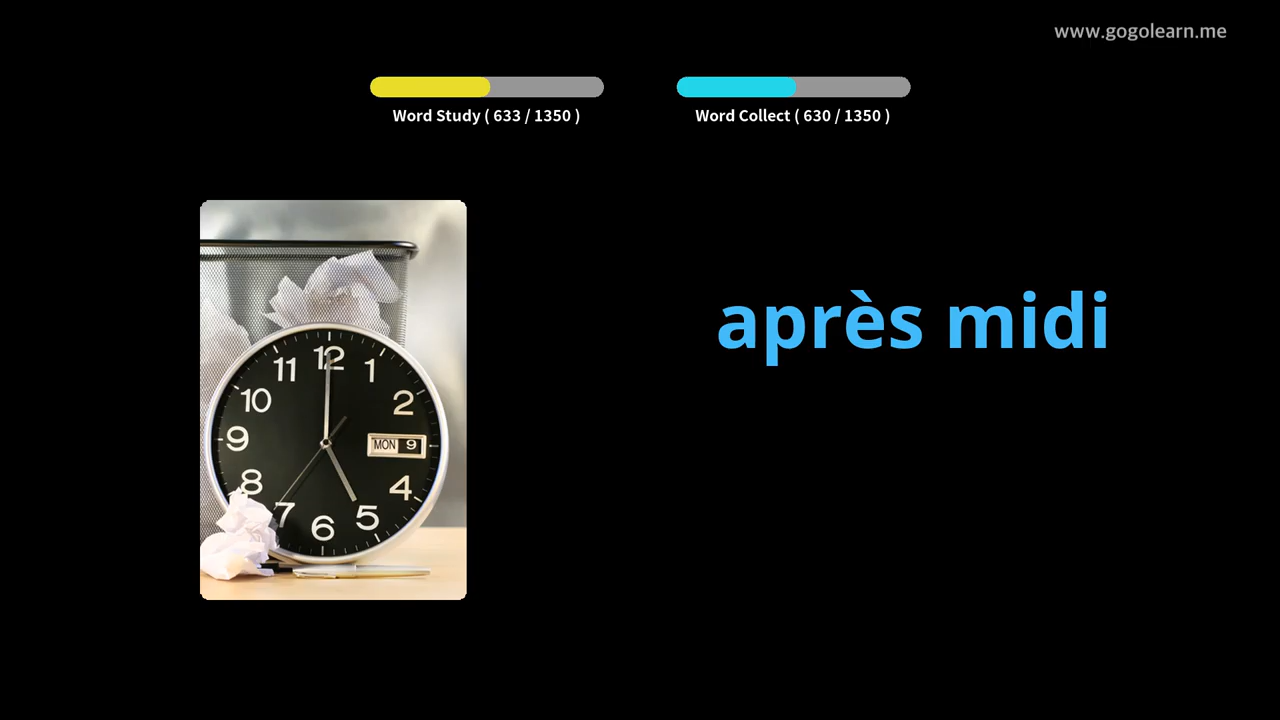 www.gogolearn.me
Word Study ( 633 / 1350 )
Word Collect ( 630 / 1350 )
après midi
12
11
1
10
2
9
MON 9
8
4
7
5
6